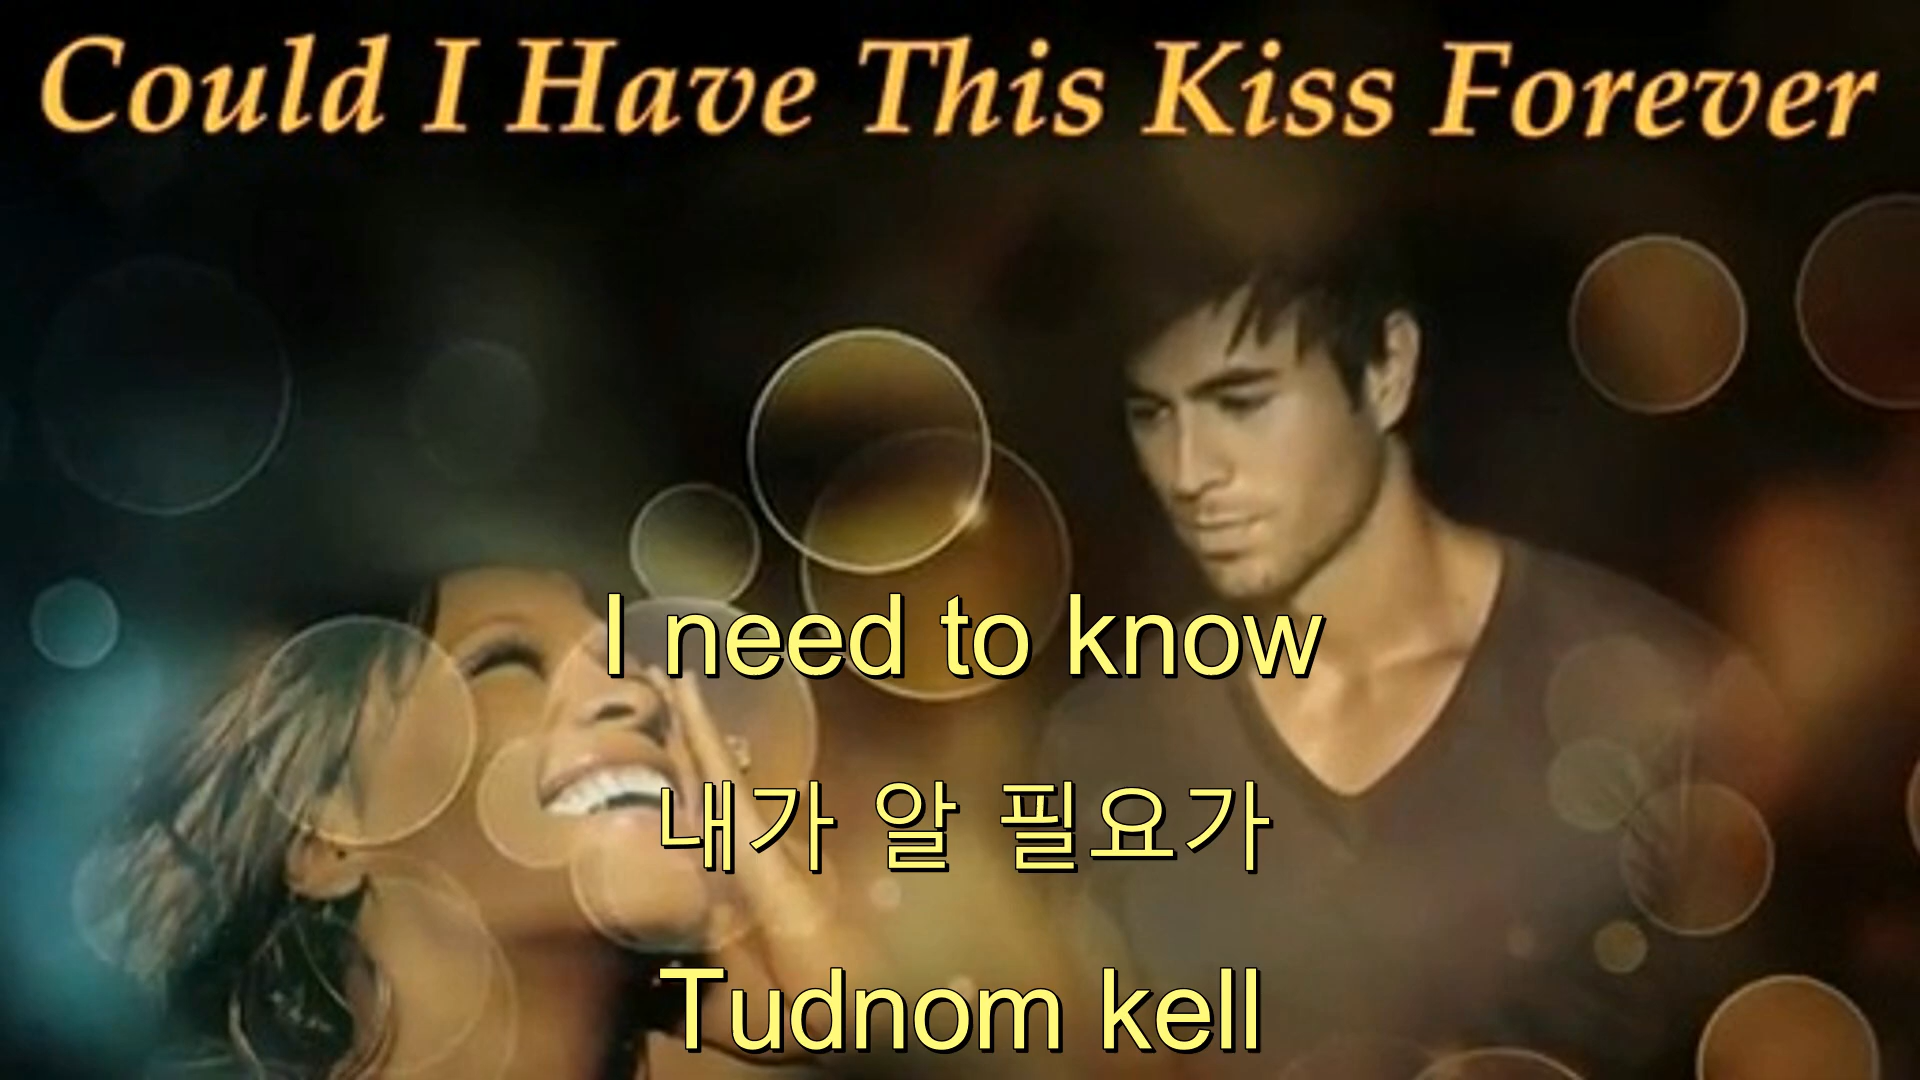 Could I Have This Kiss Forever
I need to know
내가 알 필요가
Tudnom kell